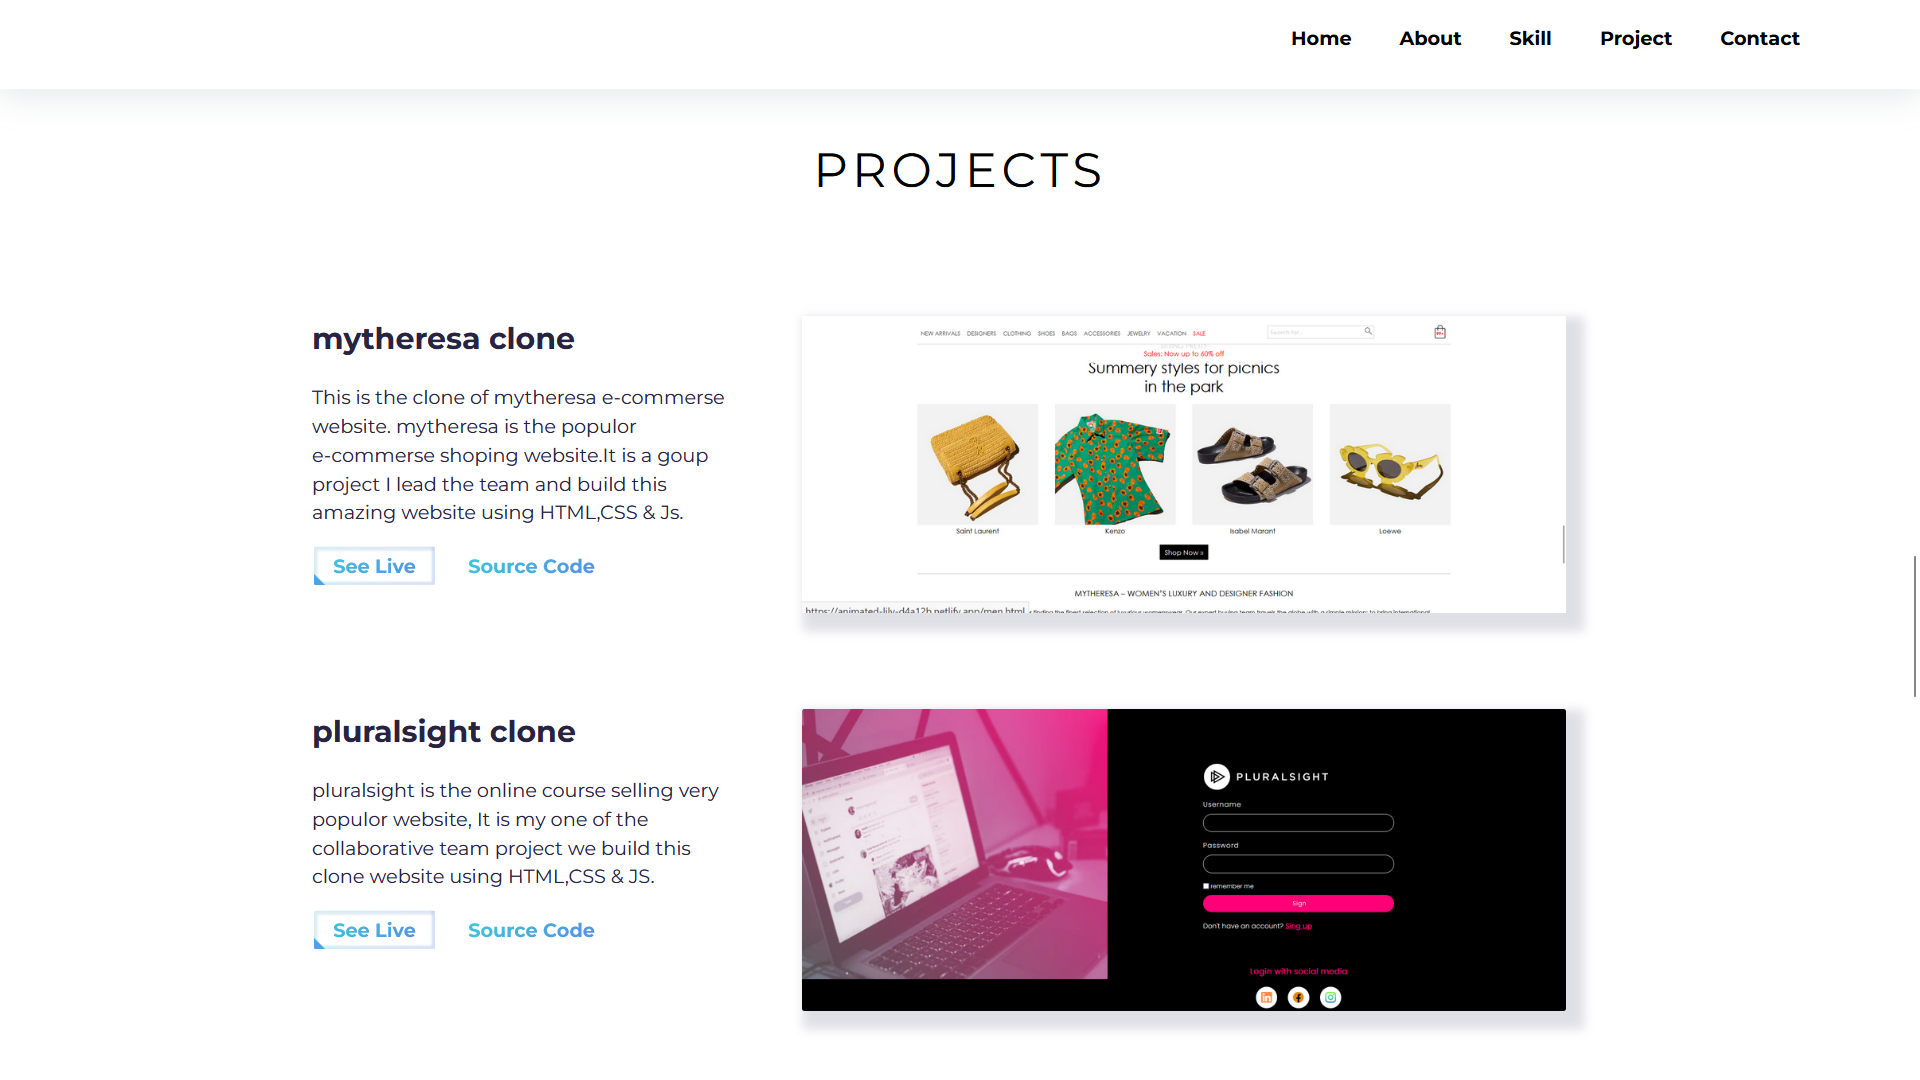 Home About Skill Project Contact
PROJECTS
mytheresa clone
This is the clone of mytheresa e-commerse
website. mytheresa is the populor
e-commerse shoping website.It is a goup
project I lead the team and build this
amazing website using HTML,CSS & Js.
See Live Source Code
NEW ARRIVALS DESIGNERS CLOTHING SHOES BAGS ACCESSORIES JEWELRY VACATION SALE
Sales: Now up to 60% off
Summery styles for picnics
in the park
Saint Laurent Kenzo Isabel Marant Loewe
Shop Now »
MYTHERESA – WOMEN'S LUXURY AND DESIGNER FASHION
https://animated-lily-d4a12b.netlify.app/men.html
pluralsight clone
pluralsight is the online course selling very
populor website, It is my one of the
collaborative team project we build this
clone website using HTML,CSS & JS.
See Live Source Code
PLURALSIGHT
Username
Password
remember me
Sign
Don't have an account? Sing up
Login with social media